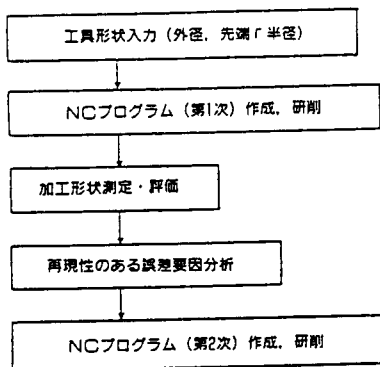 工具形状入力(外径，先端r半径)
NCプログラム(第1次)作成，研削
加工形状測定・評価
再現性のある誤差要因分析
NCプログラム(第2次)作成，研削